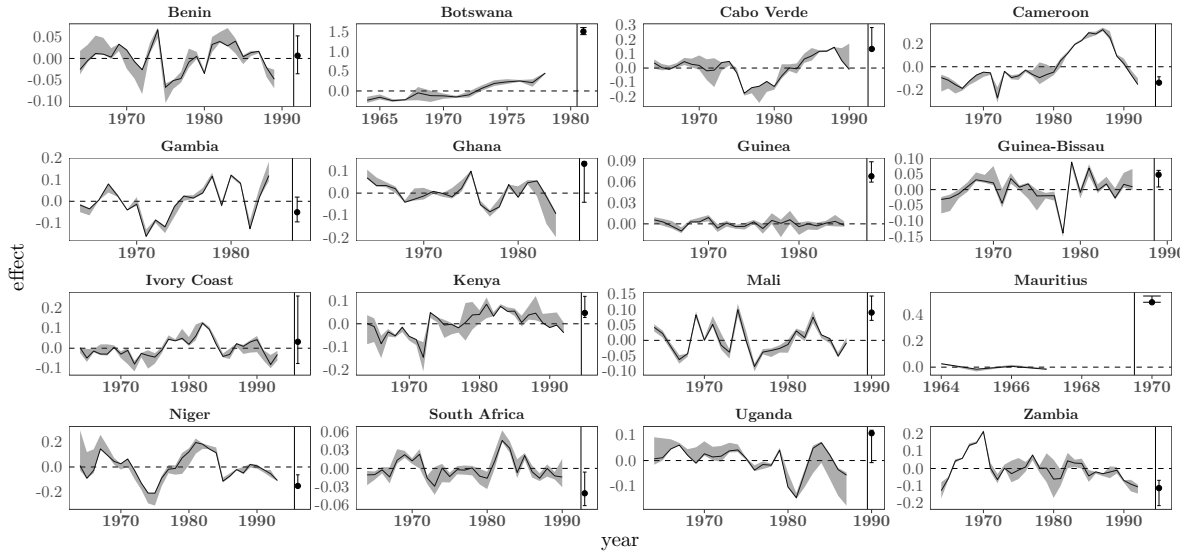 Benin Botswana Cabo Verde Cameroon
0.05 0.00 -0.05 -0.10
1.5 1.0 0.5 0.0
0.3 0.2 0.1 0.0 -0.1 -0.2
0.2 0.0 -0.2
1970 1980 1990 1965 1970 1975 1980 1970 1980 1990 1970 1980 1990
Gambia Ghana Guinea Guinea-Bissau
0.2 0.1 0.0 -0.1
0.1 0.0 -0.1 -0.2
0.09 0.06 0.03 0.00
0.10 0.05 0.00 -0.05 -0.10 -0.15
1970 1980 1970 1980 1970 1980 1970 1980 1990
effect
Ivory Coast Kenya Mali Mauritius
0.2 0.1 0.0 -0.1
0.1 0.0 -0.1 -0.2
0.15 0.10 0.05 0.00 -0.05 -0.10
0.4 0.2 0.0
1970 1980 1990 1970 1980 1990 1970 1980 1990 1964 1966 1968 1970
Niger South Africa Uganda Zambia
0.2 0.0 -0.2
0.06 0.03 0.00 -0.03 -0.06
0.1 0.0 -0.1
0.2 0.1 0.0 -0.1 -0.2
1970 1980 1990 1970 1980 1990 1970 1980 1990 1970 1980 1990
year